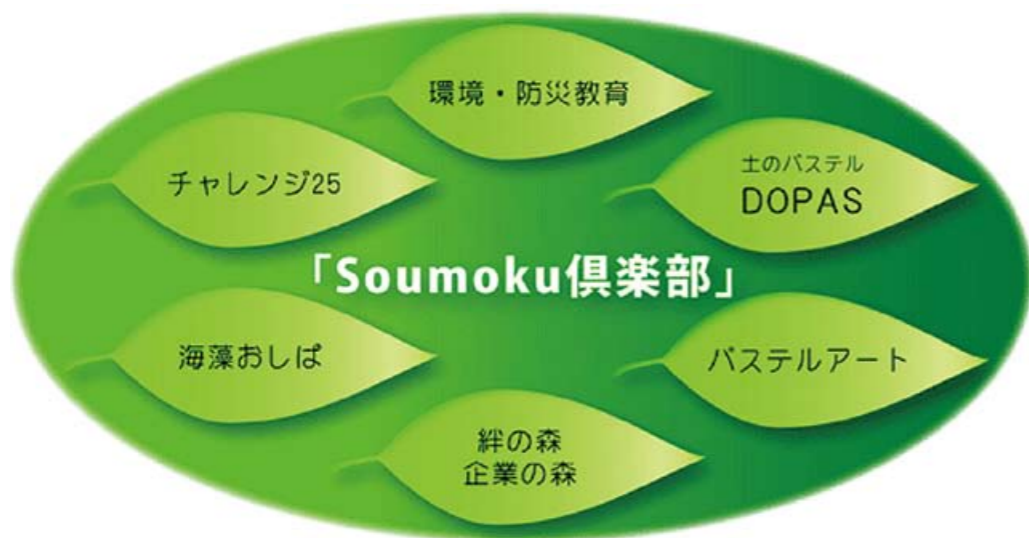 環境・防災教育
チャレンジ25
土のパステル
DOPAS
「Soumoku倶楽部」
海藻おしば
パステルアート
絆の森
企業の森